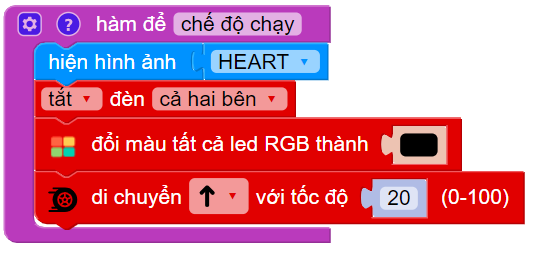 ? hàm để chế độ chạy
hiện hình ảnh HEART
tắt đèn cả hai bên
đổi màu tất cả led RGB thành
di chuyển ↑ với tốc độ 20 (0-100)